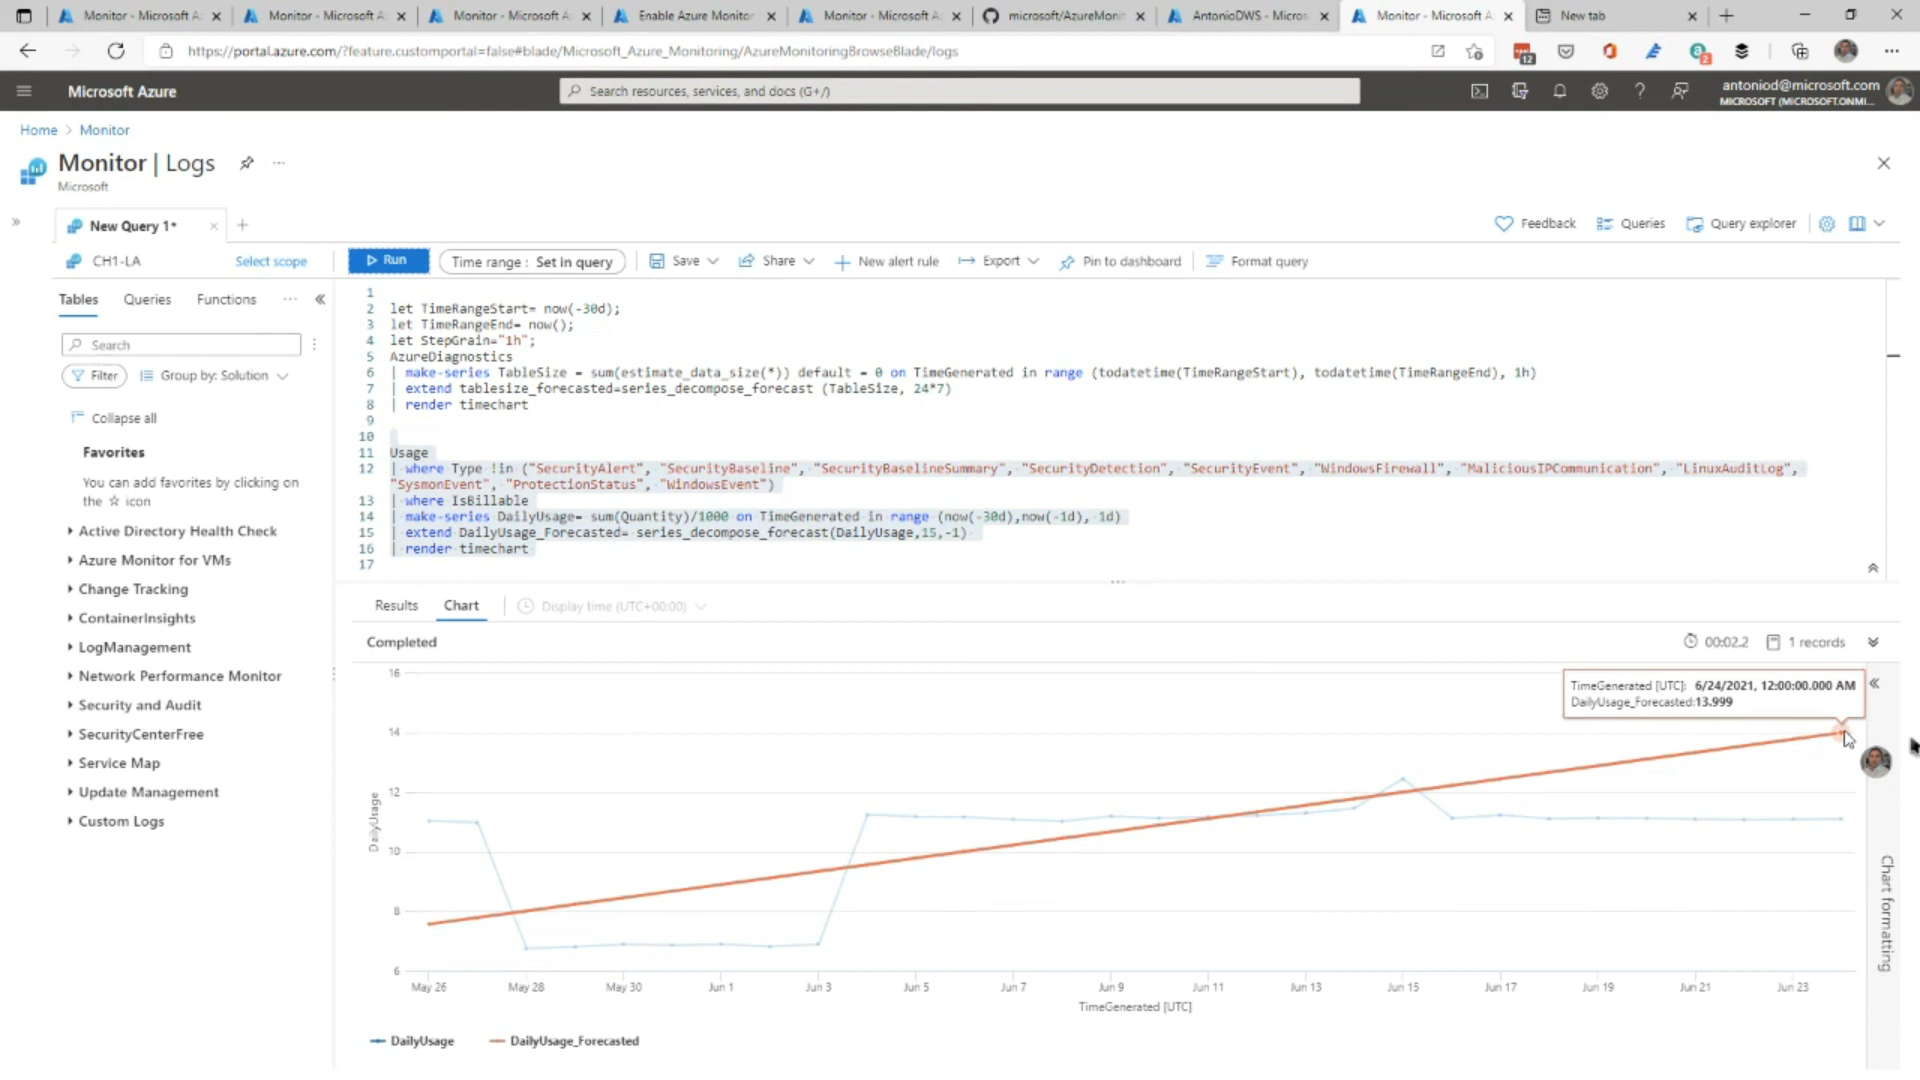 Monitor - Microsoft A
Monitor - Microsoft A
Monitor - Microsoft A
Enable Azure Monitor
Monitor - Microsoft A
microsoft/AzureMonit
AntonioDWS - Micros
Monitor - Microsoft A
New tab
https://portal.azure.com/?feature.customportal=false#blade/Microsoft_Azure_Monitoring/AzureMonitoringBrowseBlade/logs
12
2
Microsoft Azure
Search resources, services, and docs (G+/)
antoniod@microsoft.com
MICROSOFT (MICROSOFT.ONMI...
Home > Monitor
Monitor | Logs
Microsoft
New Query 1*
Feedback
Queries
Query explorer
CH1-LA
Select scope
Run
Time range : Set in query
Save
Share
New alert rule
Export
Pin to dashboard
Format query
Tables
Queries
Functions
Search
Filter
Group by: Solution
Collapse all
Favorites
You can add favorites by clicking on
the ☆ icon
Active Directory Health Check
Azure Monitor for VMs
Change Tracking
ContainerInsights
LogManagement
Network Performance Monitor
Security and Audit
SecurityCenterFree
Service Map
Update Management
Custom Logs
1
2 let TimeRangeStart= now(-30d);
3 let TimeRangeEnd= now();
4 let StepGrain="1h";
5 AzureDiagnostics
6 | make-series TableSize = sum(estimate_data_size(*)) default = 0 on TimeGenerated in range (todatetime(TimeRangeStart), todatetime(TimeRangeEnd), 1h)
7 | extend tablesize_forecasted=series_decompose_forecast (TableSize, 24*7)
8 | render timechart
9
10
11 Usage
12 | where Type !in ("SecurityAlert", "SecurityBaseline", "SecurityBaselineSummary", "SecurityDetection", "SecurityEvent", "WindowsFirewall", "MaliciousIPCommunication", "LinuxAuditLog",
"SysmonEvent", "ProtectionStatus", "WindowsEvent")
13 | where IsBillable
14 | make-series DailyUsage= sum(Quantity)/1000 on TimeGenerated in range (now(-30d),now(-1d), 1d)
15 | extend DailyUsage_Forecasted= series_decompose_forecast(DailyUsage,15,-1)
16 | render timechart
17
Results
Chart
Display time (UTC+00:00)
Completed
00:02.2
1 records
TimeGenerated [UTC]: 6/24/2021, 12:00:00.000 AM
DailyUsage_Forecasted:13.999
16
14
12
10
8
6
DailyUsage
May 26
May 28
May 30
Jun 1
Jun 3
Jun 5
Jun 7
Jun 9
Jun 11
Jun 13
Jun 15
Jun 17
Jun 19
Jun 21
Jun 23
TimeGenerated [UTC]
DailyUsage
DailyUsage_Forecasted
Chart formatting